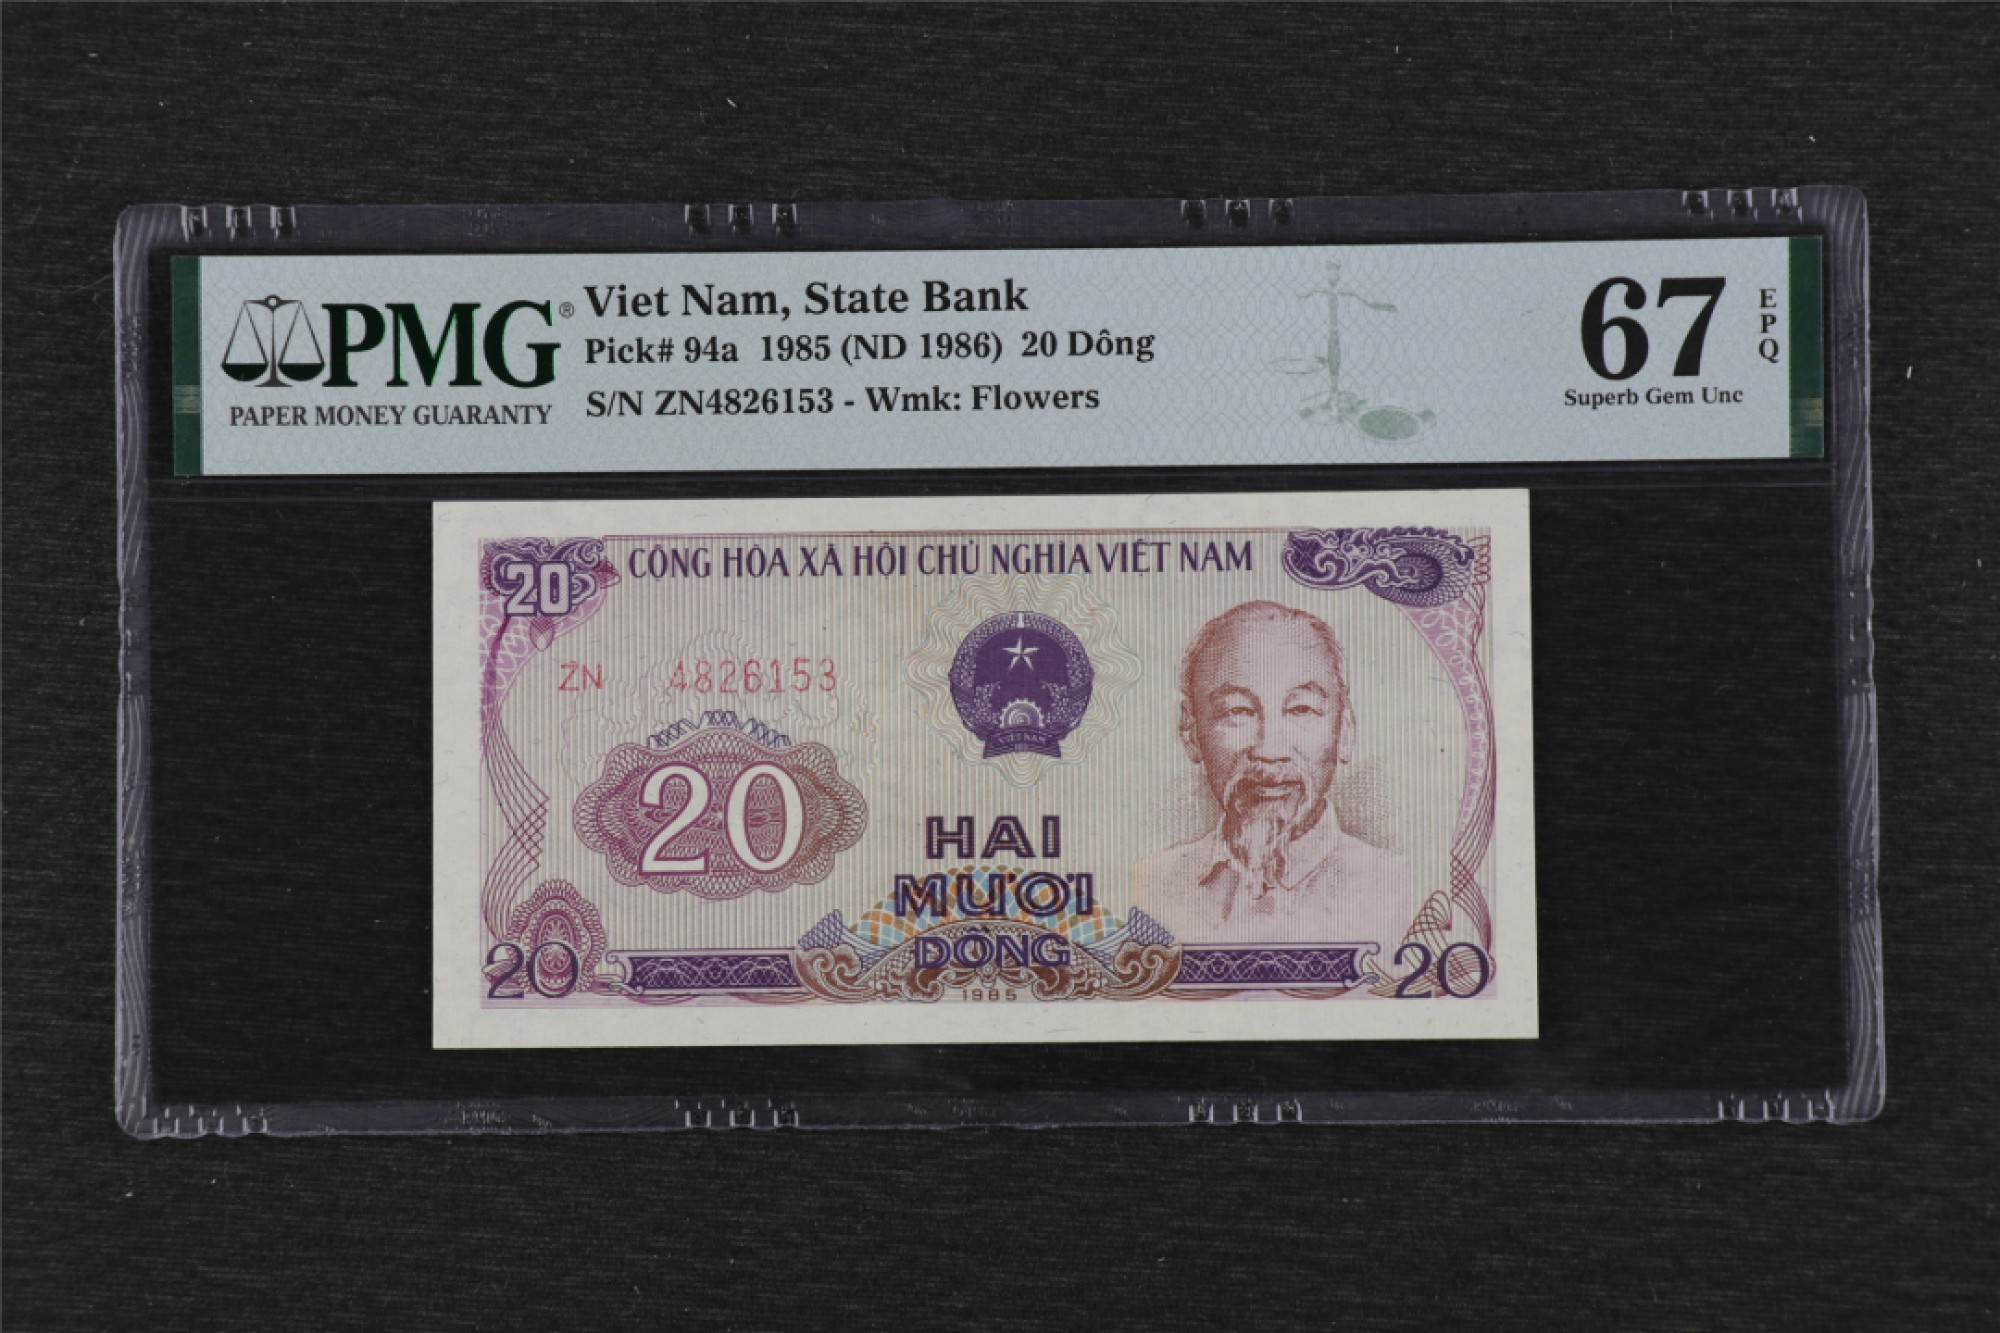 PMG®
PAPER MONEY GUARANTY
Viet Nam, State Bank
Pick# 94a 1985 (ND 1986) 20 Dông
S/N ZN4826153 - Wmk: Flowers
67
EPQ
Superb Gem Unc
20
CỘNG HÒA XÃ HỘI CHỦ NGHĨA VIỆT NAM
ZN 4826153
VIỆT NAM
20
HAI
MƯƠI
ĐỒNG
20
1985
20